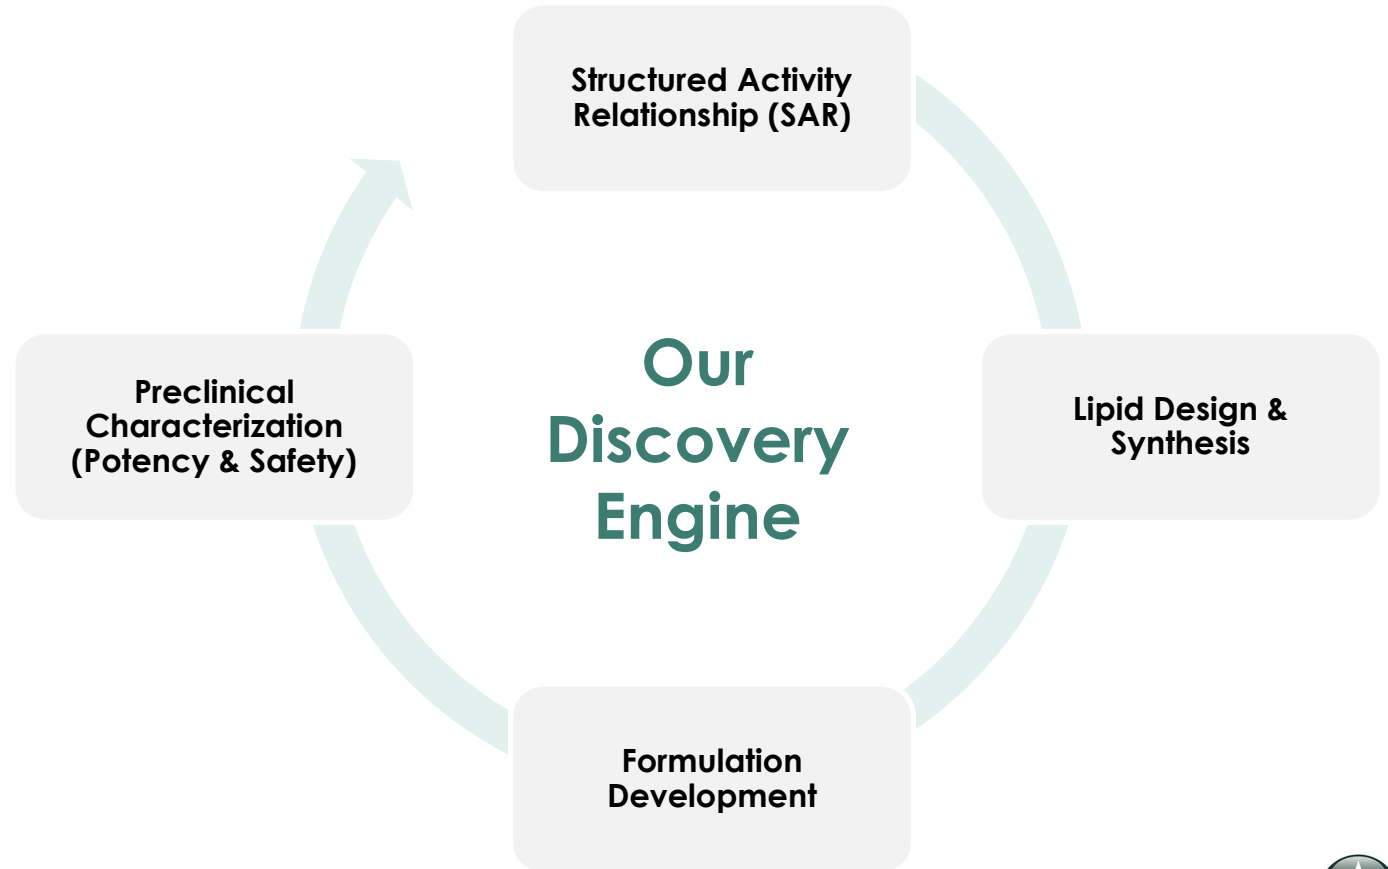 Structured Activity
Relationship (SAR)
Our
Discovery
Engine
Preclinical
Characterization
(Potency & Safety)
Lipid Design &
Synthesis
Formulation
Development